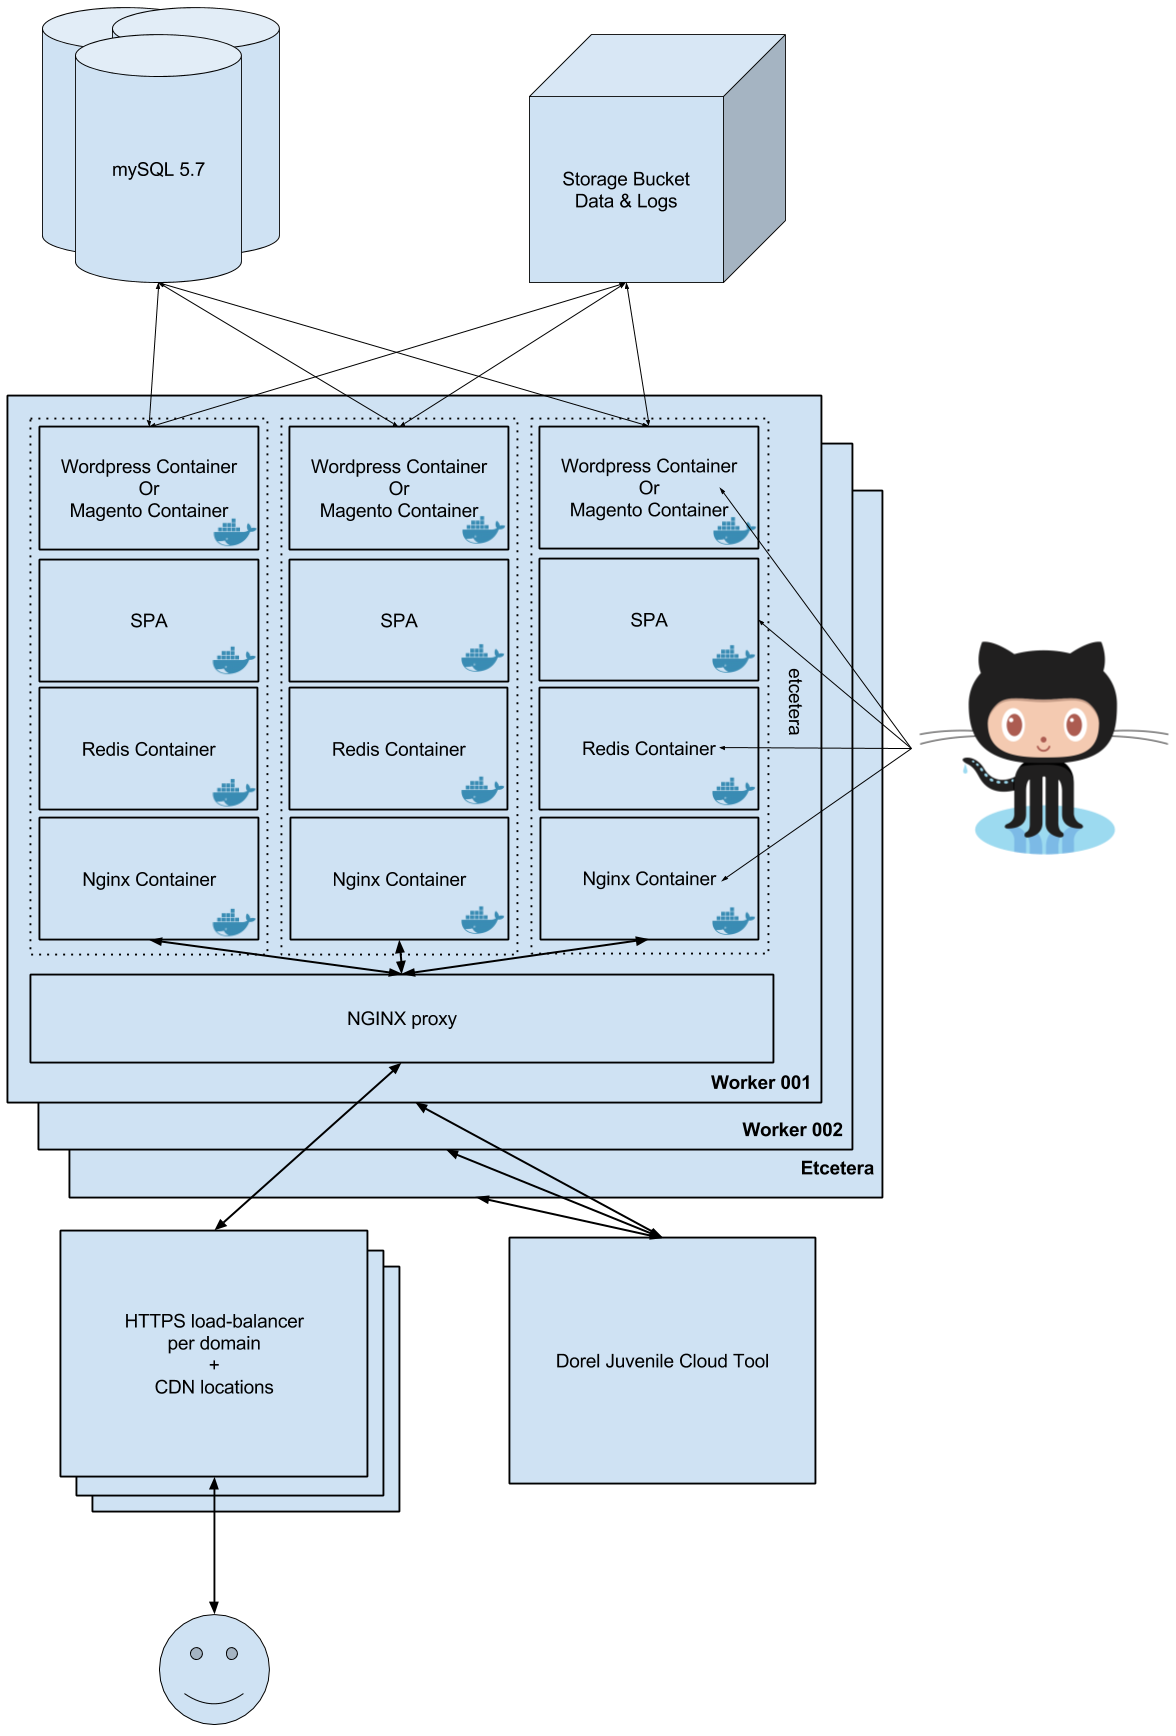 mySQL 5.7
Storage Bucket
Data & Logs
Wordpress Container
Or
Magento Container
Wordpress Container
Or
Magento Container
Wordpress Container
Or
Magento Container
SPA
SPA
SPA
etcetera
Redis Container
Redis Container
Redis Container
Nginx Container
Nginx Container
Nginx Container
NGINX proxy
Worker 001
Worker 002
Etcetera
HTTPS load-balancer
per domain
+
CDN locations
Dorel Juvenile Cloud Tool